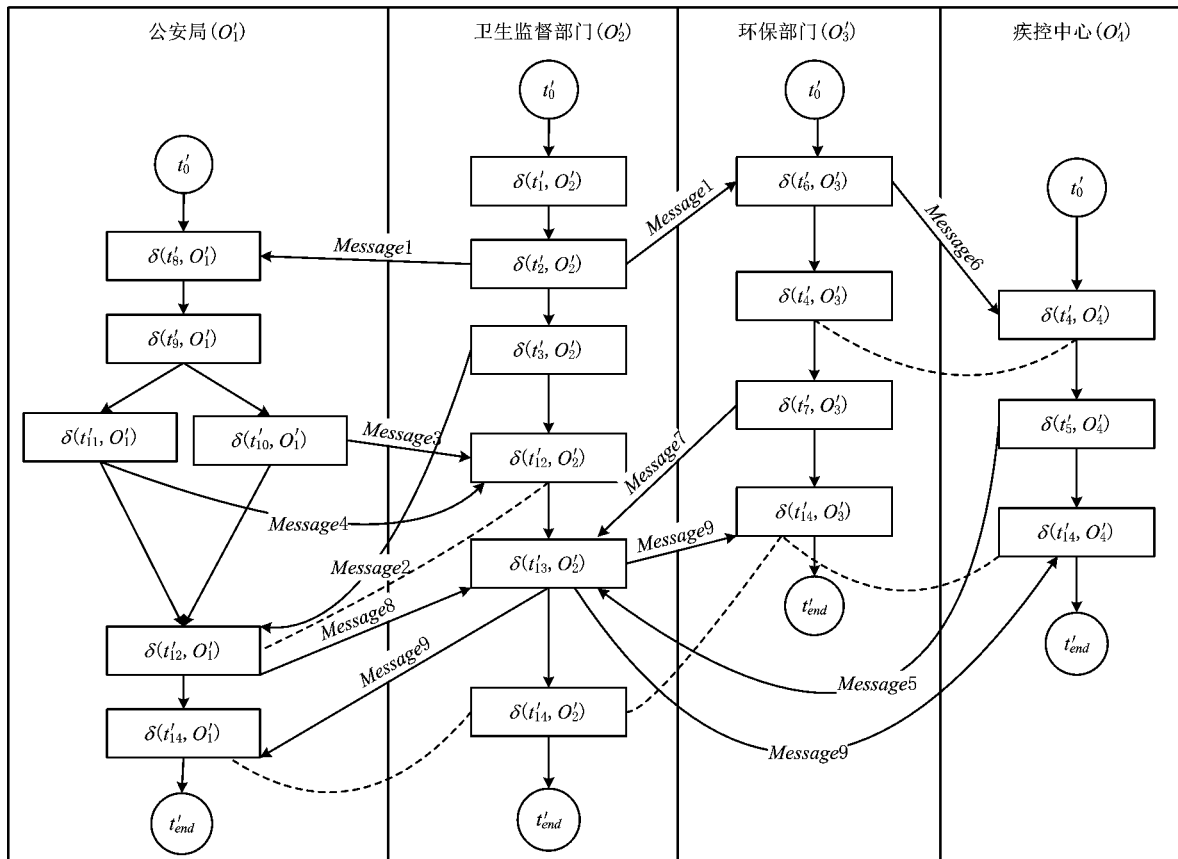 公安局(O′1)
t′0
δ(t′8, O′1)
δ(t′9, O′1)
δ(t′11, O′1)
δ(t′10, O′1)
δ(t′12, O′1)
δ(t′14, O′1)
t′end
卫生监督部门(O′2)
t′0
δ(t′1, O′2)
δ(t′2, O′2)
δ(t′3, O′2)
δ(t′12, O′2)
δ(t′13, O′2)
δ(t′14, O′2)
t′end
环保部门(O′3)
t′0
δ(t′6, O′3)
δ(t′4, O′3)
δ(t′7, O′3)
δ(t′14, O′3)
t′end
疾控中心(O′4)
t′0
δ(t′4, O′4)
δ(t′5, O′4)
δ(t′14, O′4)
t′end
Message1
Message1
Message6
Message3
Message4
Message7
Message2
Message9
Message8
Message9
Message5
Message9